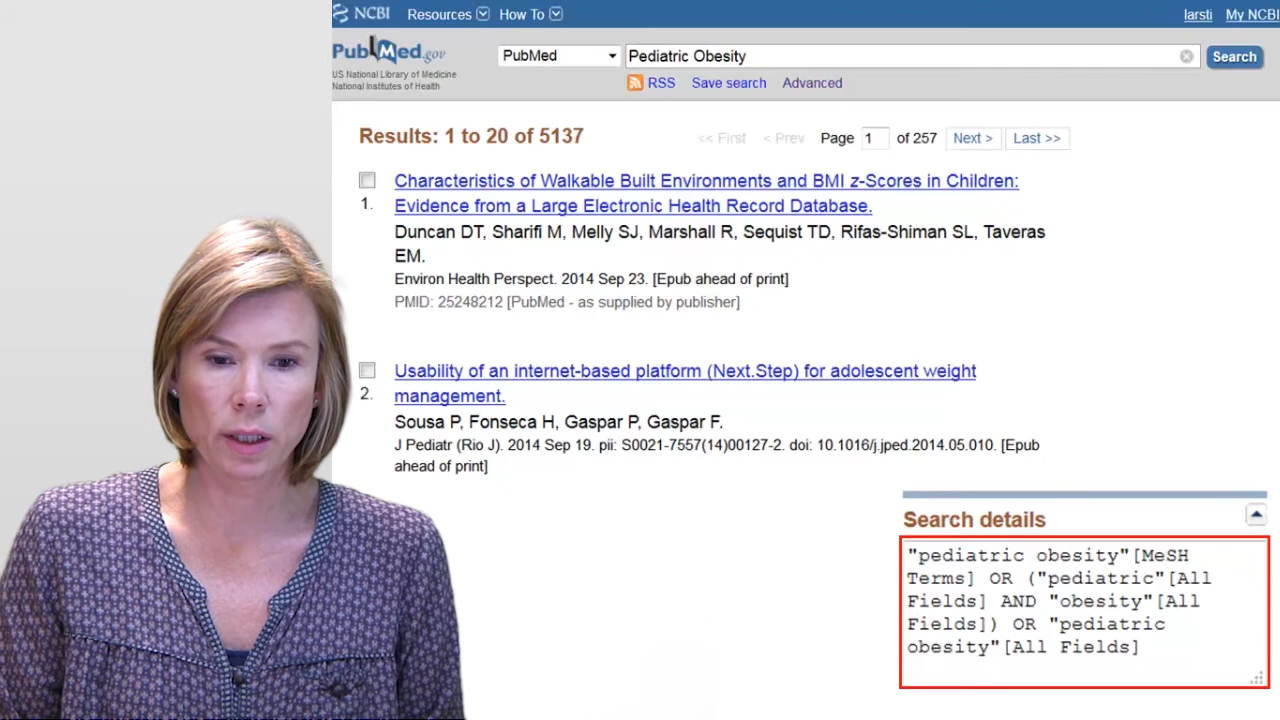 NCBI Resources How To larsti My NCBI
PubMed.gov
US National Library of Medicine
National Institutes of Health
PubMed Pediatric Obesity Search
RSS Save search Advanced
Results: 1 to 20 of 5137
<< First < Prev Page 1 of 257 Next > Last >>
1. Characteristics of Walkable Built Environments and BMI z-Scores in Children:
Evidence from a Large Electronic Health Record Database.
Duncan DT, Sharifi M, Melly SJ, Marshall R, Sequist TD, Rifas-Shiman SL, Taveras
EM.
Environ Health Perspect. 2014 Sep 23. [Epub ahead of print]
PMID: 25248212 [PubMed - as supplied by publisher]
2. Usability of an internet-based platform (Next.Step) for adolescent weight
management.
Sousa P, Fonseca H, Gaspar P, Gaspar F.
J Pediatr (Rio J). 2014 Sep 19. pii: S0021-7557(14)00127-2. doi: 10.1016/j.jped.2014.05.010. [Epub
ahead of print]
Search details
"pediatric obesity"[MeSH
Terms] OR ("pediatric"[All
Fields] AND "obesity"[All
Fields]) OR "pediatric
obesity"[All Fields]